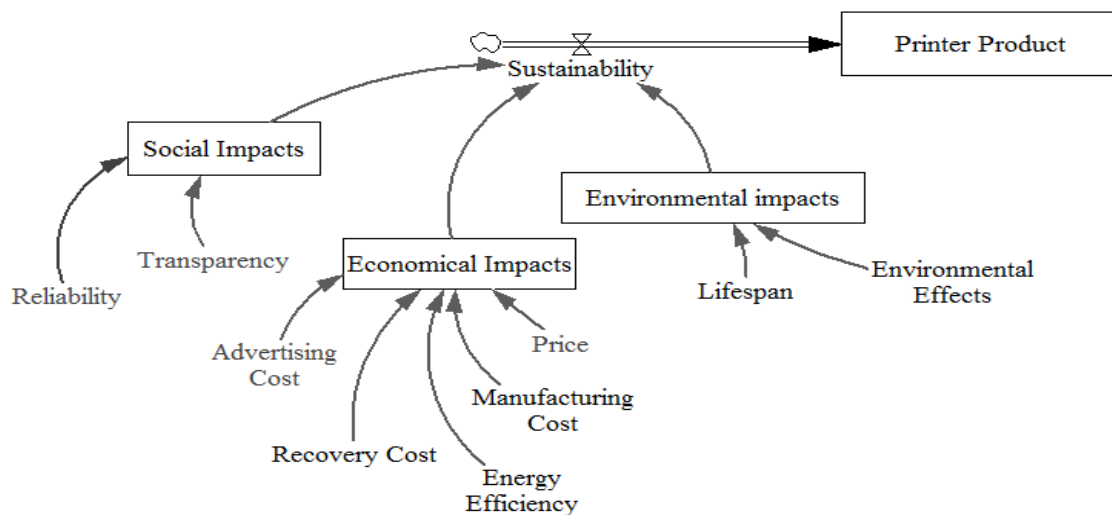 Printer Product
Sustainability
Social Impacts
Environmental impacts
Transparency
Economical Impacts
Reliability
Lifespan
Environmental
Effects
Advertising
Cost
Price
Manufacturing
Cost
Recovery Cost
Energy
Efficiency